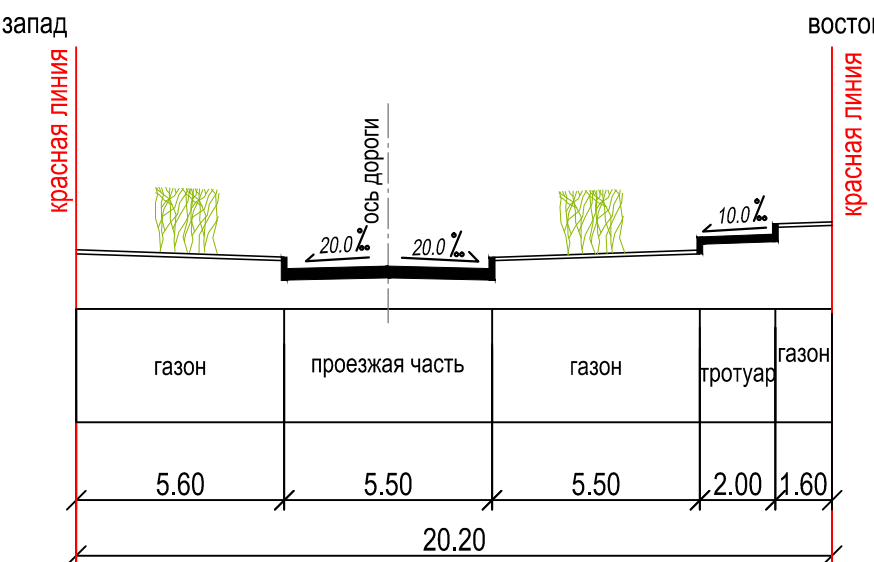 запад
восток
красная линия
ось дороги
красная линия
20.0‰
20.0‰
10.0‰
газон
проезжая часть
газон
тротуар
газон
5.60
5.50
5.50
2.00
1.60
20.20